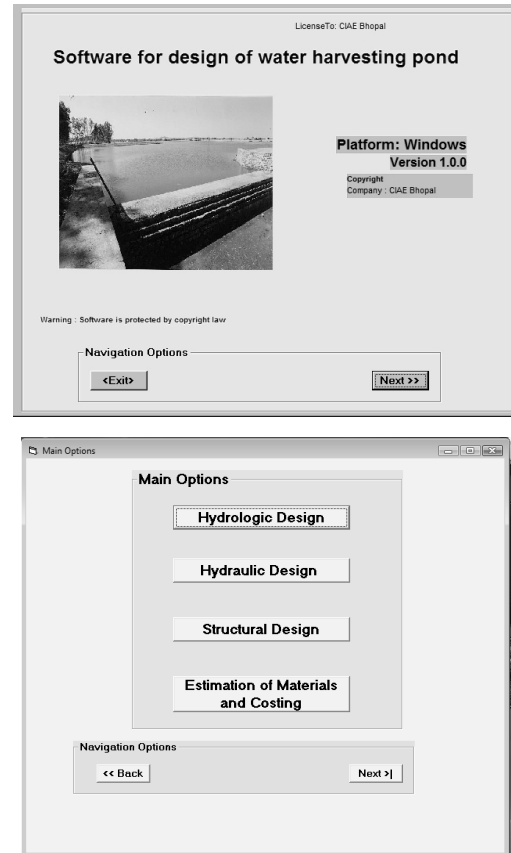 LicenseTo: CIAE Bhopal
Software for design of water harvesting pond
Platform: Windows
Version 1.0.0
Copyright
Company : CIAE Bhopal
Warning : Software is protected by copyright law
Navigation Options
<Exit>
Next >>
Main Options
Main Options
Hydrologic Design
Hydraulic Design
Structural Design
Estimation of Materials
and Costing
Navigation Options
<< Back
Next >|